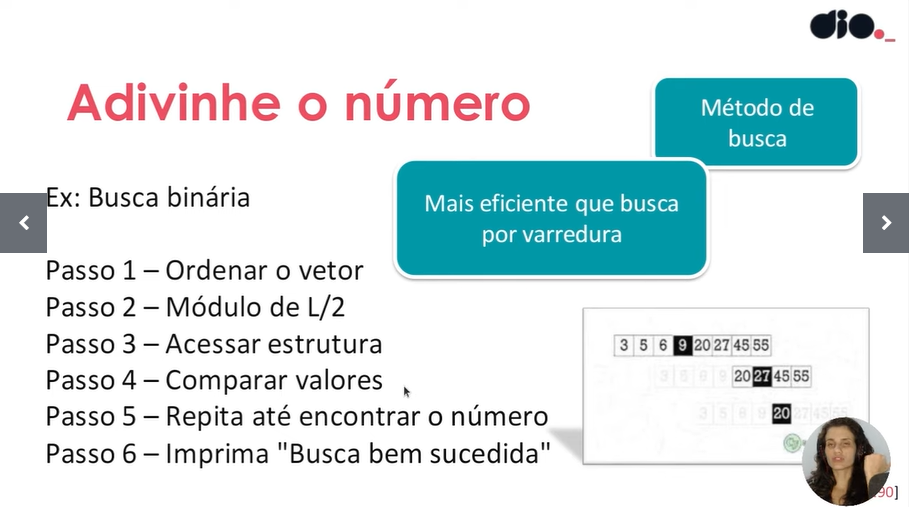 dio._
Adivinhe o número
Método de
busca
Mais eficiente que busca
por varredura
Ex: Busca binária
Passo 1 – Ordenar o vetor
Passo 2 – Módulo de L/2
Passo 3 – Acessar estrutura
Passo 4 – Comparar valores
Passo 5 – Repita até encontrar o número
Passo 6 – Imprima "Busca bem sucedida"
3 5 6 9 20 27 45 55
3 5 6 9 20 27 45 55
3 5 6 9 20 27 45 55
90]